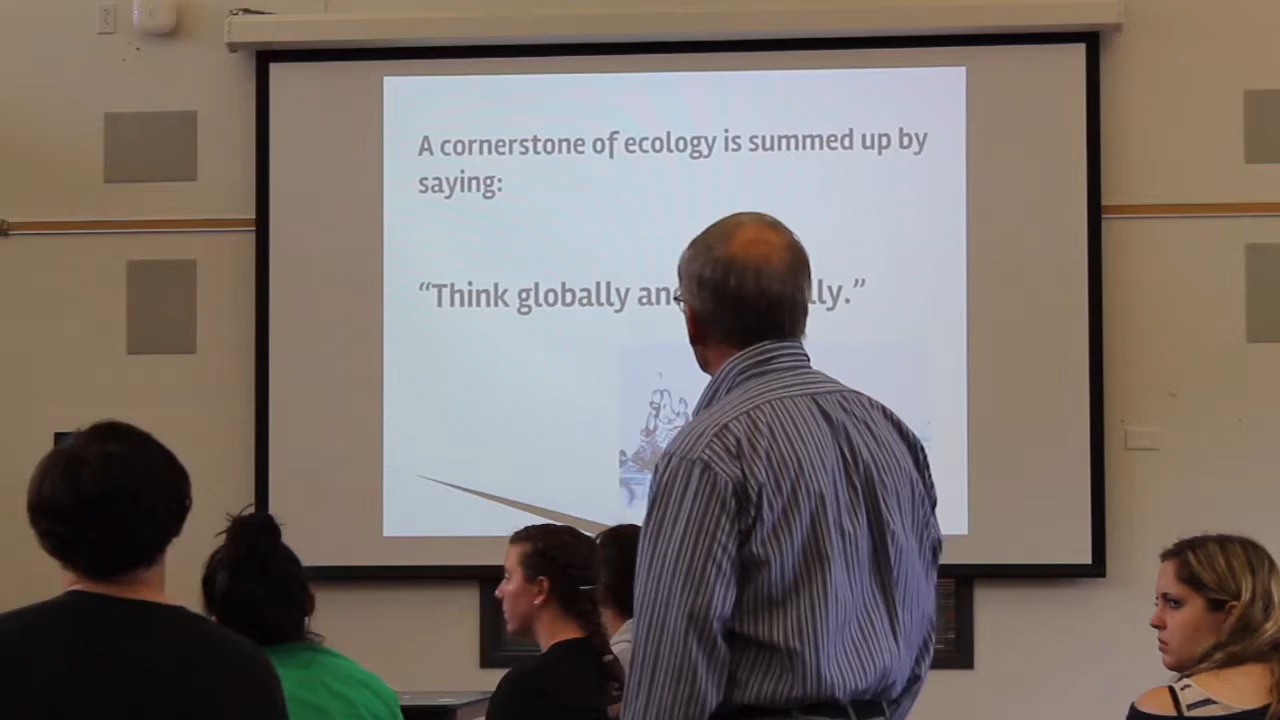 A cornerstone of ecology is summed up by
saying:
“Think globally an lly.”